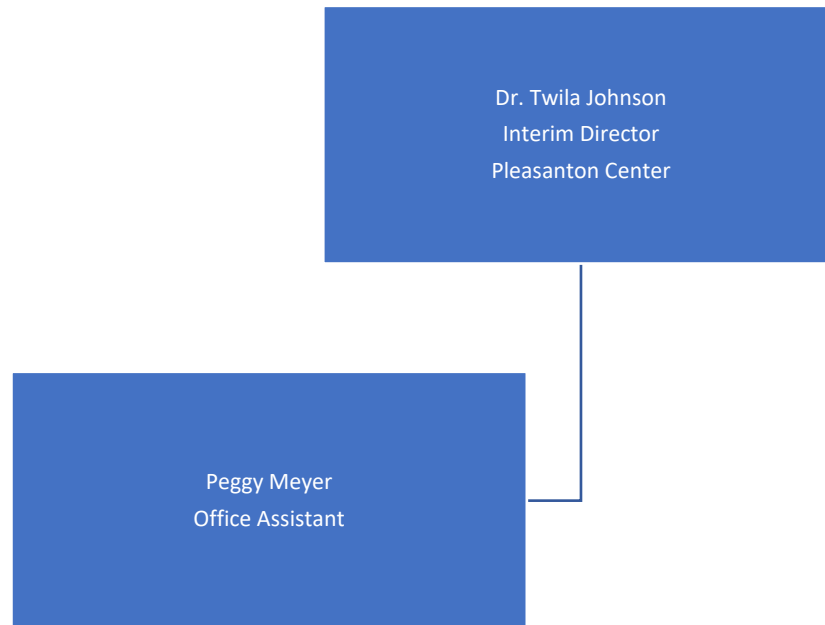 Dr. Twila Johnson
Interim Director
Pleasanton Center
Peggy Meyer
Office Assistant